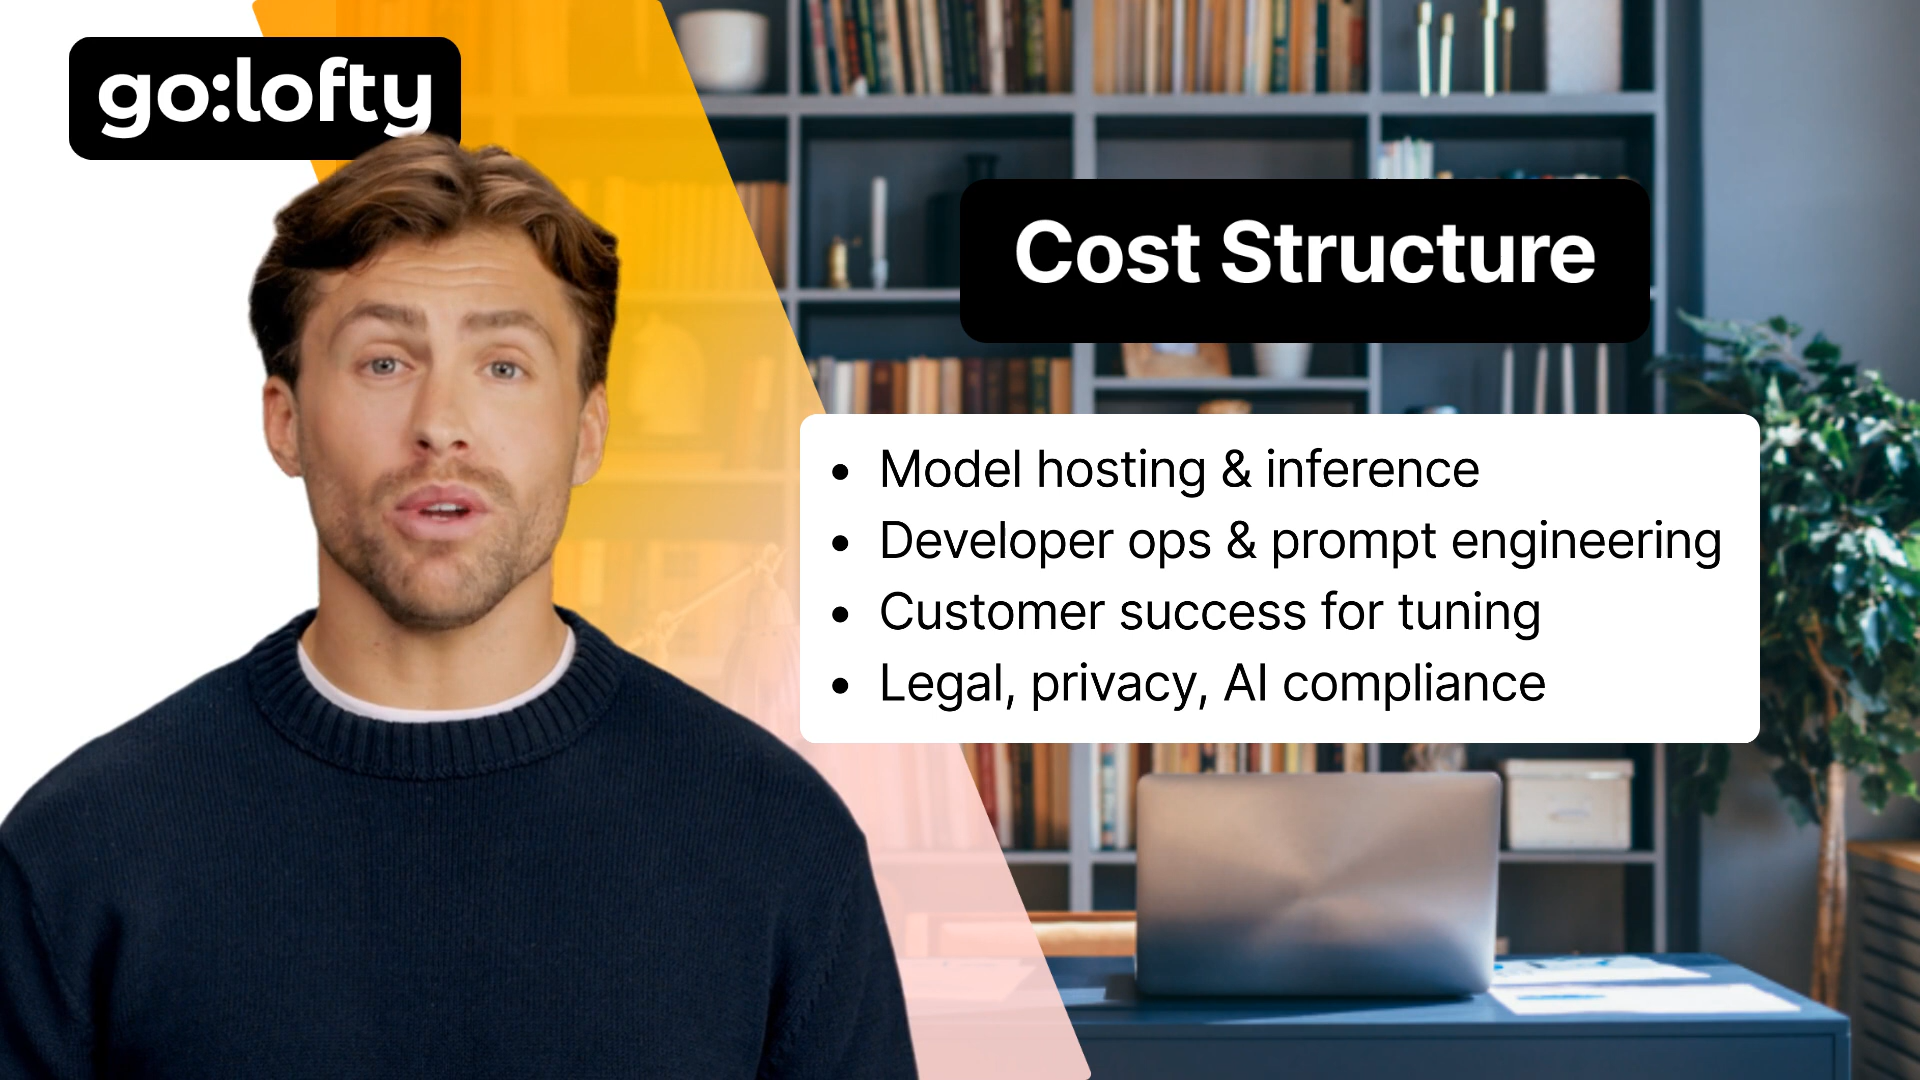 go:lofty
Cost Structure
• Model hosting & inference
• Developer ops & prompt engineering
• Customer success for tuning
• Legal, privacy, AI compliance